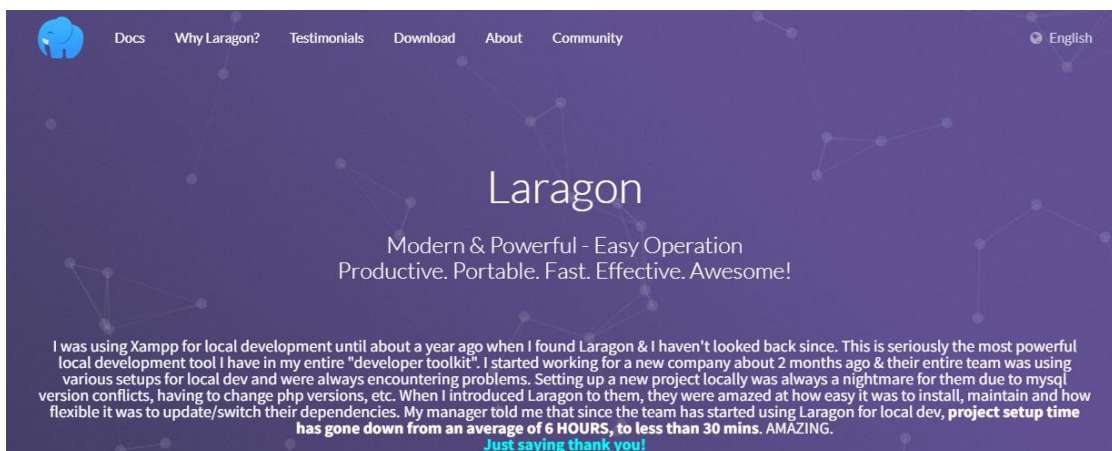 Docs Why Laragon? Testimonials Download About Community English
Laragon
Modern & Powerful - Easy Operation
Productive. Portable. Fast. Effective. Awesome!
I was using Xampp for local development until about a year ago when I found Laragon & I haven't looked back since. This is seriously the most powerful
local development tool I have in my entire "developer toolkit". I started working for a new company about 2 months ago & their entire team was using
various setups for local dev and were always encountering problems. Setting up a new project locally was always a nightmare for them due to mysql
version conflicts, having to change php versions, etc. When I introduced Laragon to them, they were amazed at how easy it was to install, maintain and how
flexible it was to update/switch their dependencies. My manager told me that since the team has started using Laragon for local dev, project setup time
has gone down from an average of 6 HOURS, to less than 30 mins. AMAZING.
Just saying thank you!